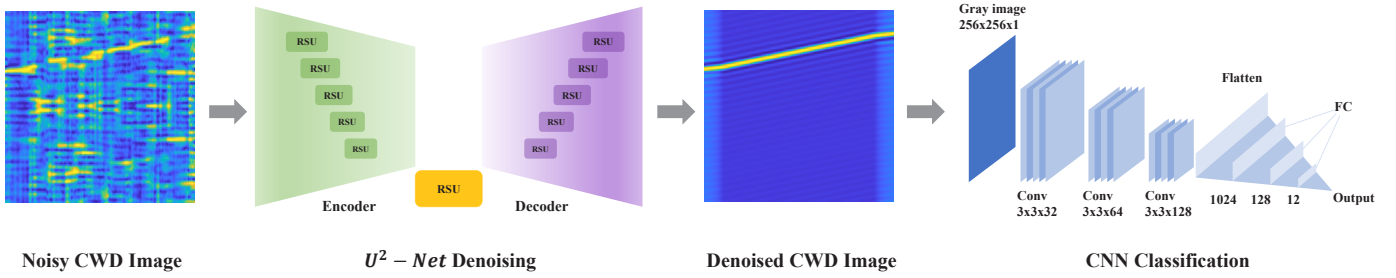 RSU
RSU
RSU
RSU
RSU
Encoder
RSU
RSU
RSU
RSU
RSU
RSU
Decoder
Gray image
256x256x1
Flatten
FC
Conv
3x3x32
Conv
3x3x64
Conv
3x3x128
1024 128 12
Output
Noisy CWD Image
U² − Net Denoising
Denoised CWD Image
CNN Classification